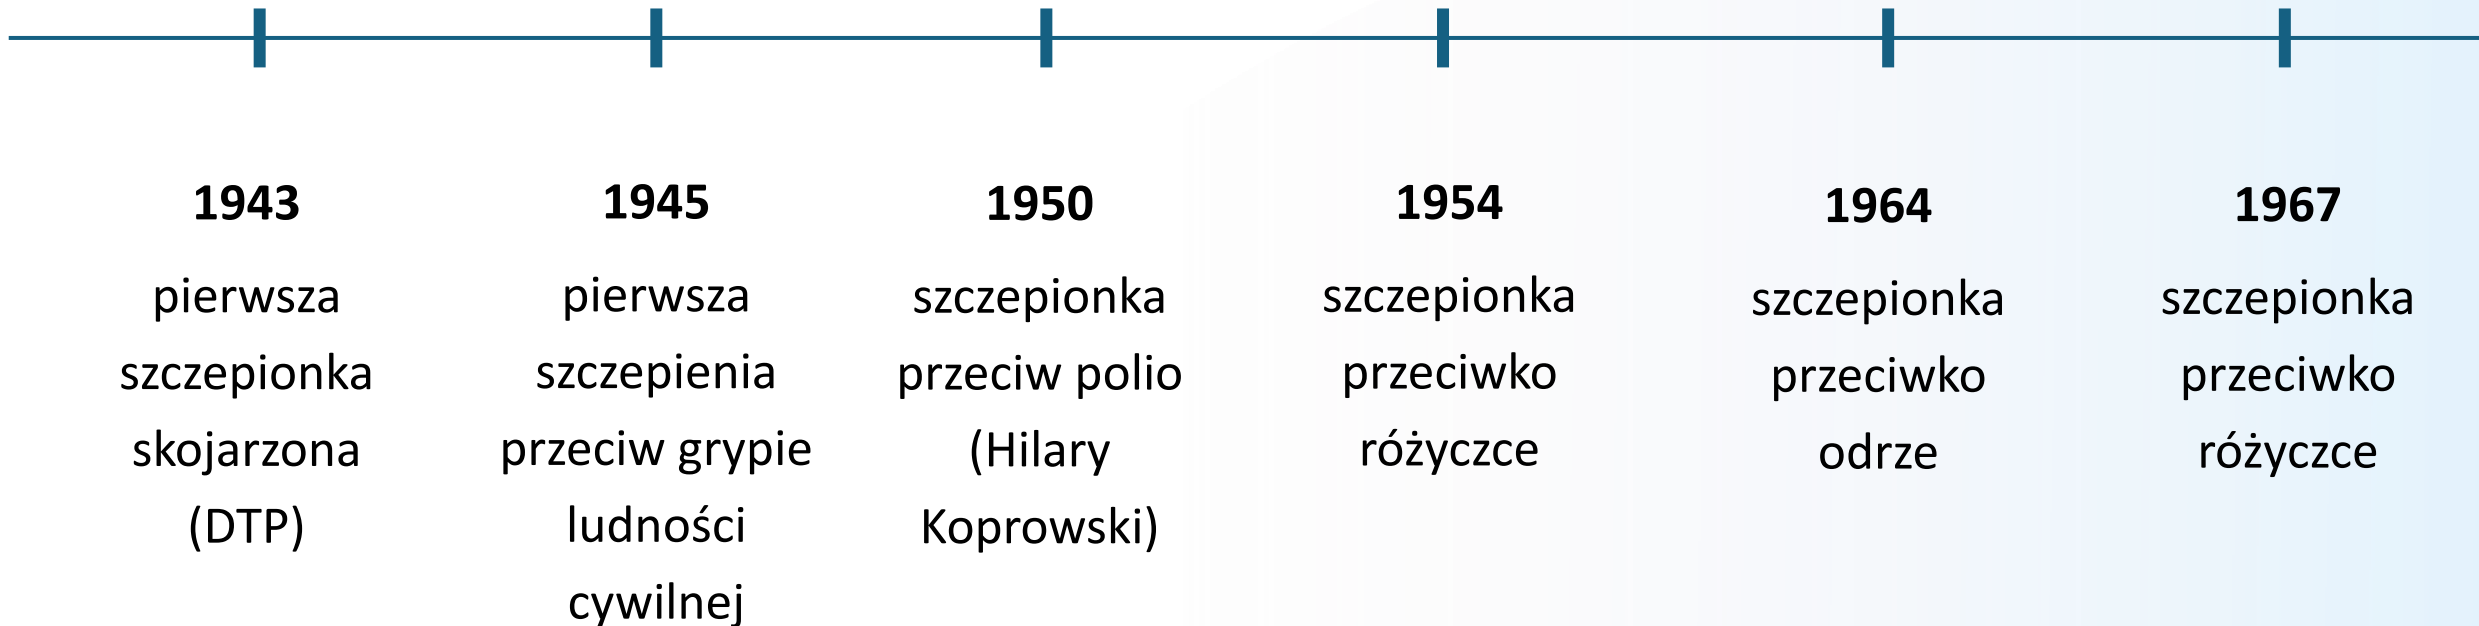 1943
pierwsza
szczepionka
skojarzona
(DTP)
1945
pierwsza
szczepienia
przeciw grypie
ludności
cywilnej
1950
szczepionka
przeciw polio
(Hilary
Koprowski)
1954
szczepionka
przeciwko
różyczce
1964
szczepionka
przeciwko
odrze
1967
szczepionka
przeciwko
różyczce